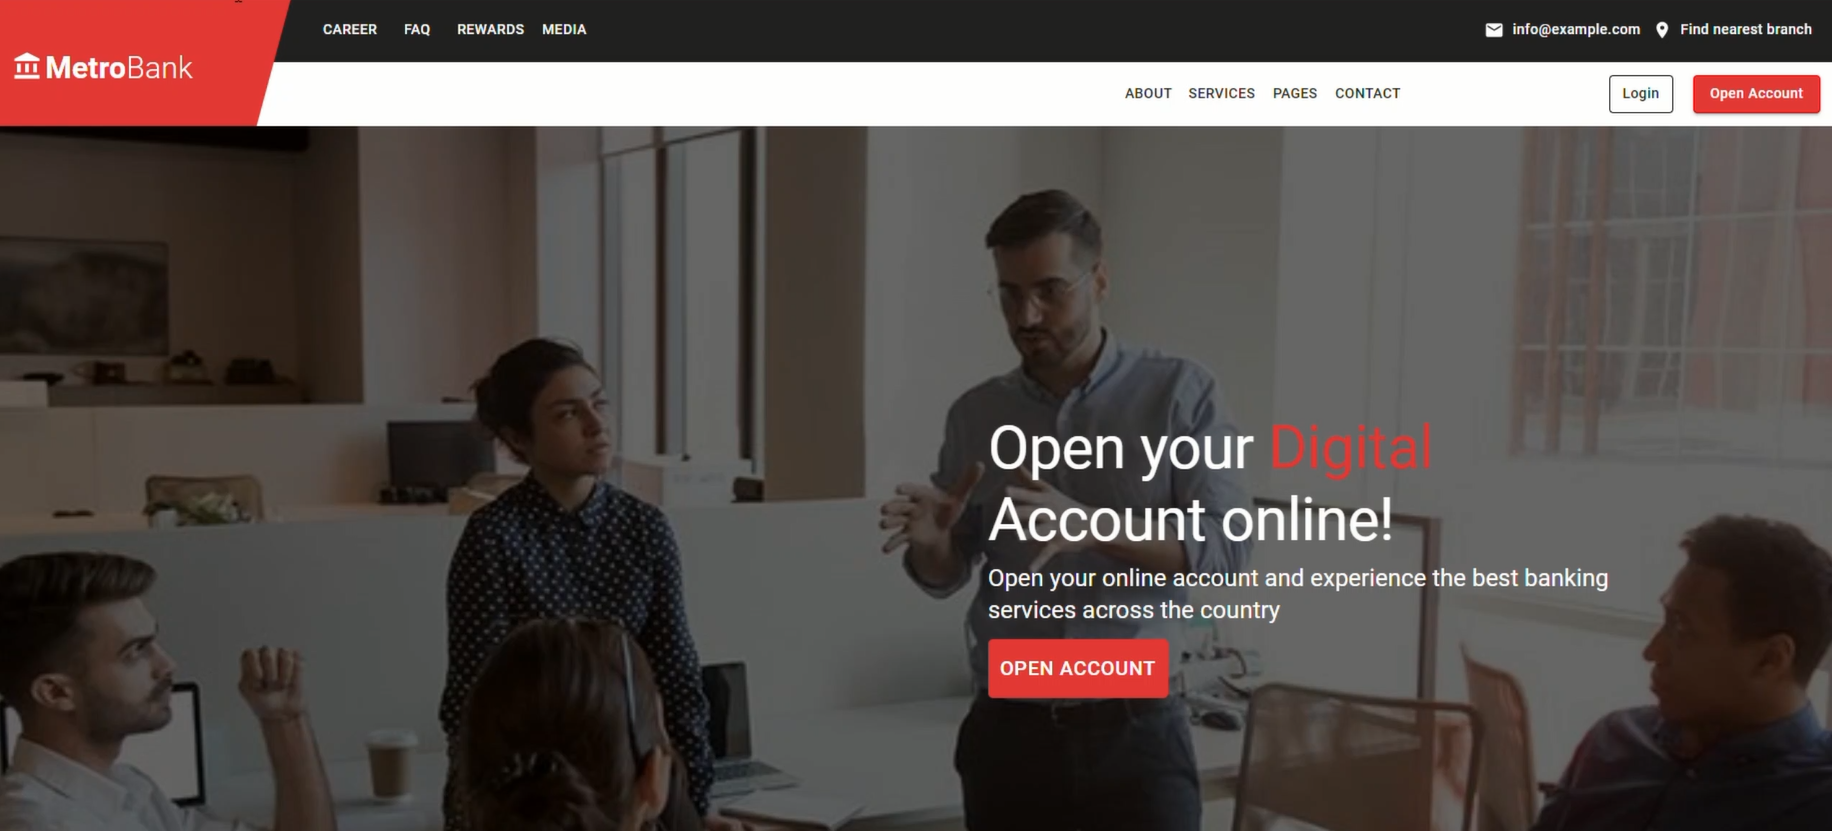 CAREER FAQ REWARDS MEDIA
info@example.com Find nearest branch
MetroBank
ABOUT SERVICES PAGES CONTACT
Login Open Account
Open your Digital
Account online!
Open your online account and experience the best banking
services across the country
OPEN ACCOUNT